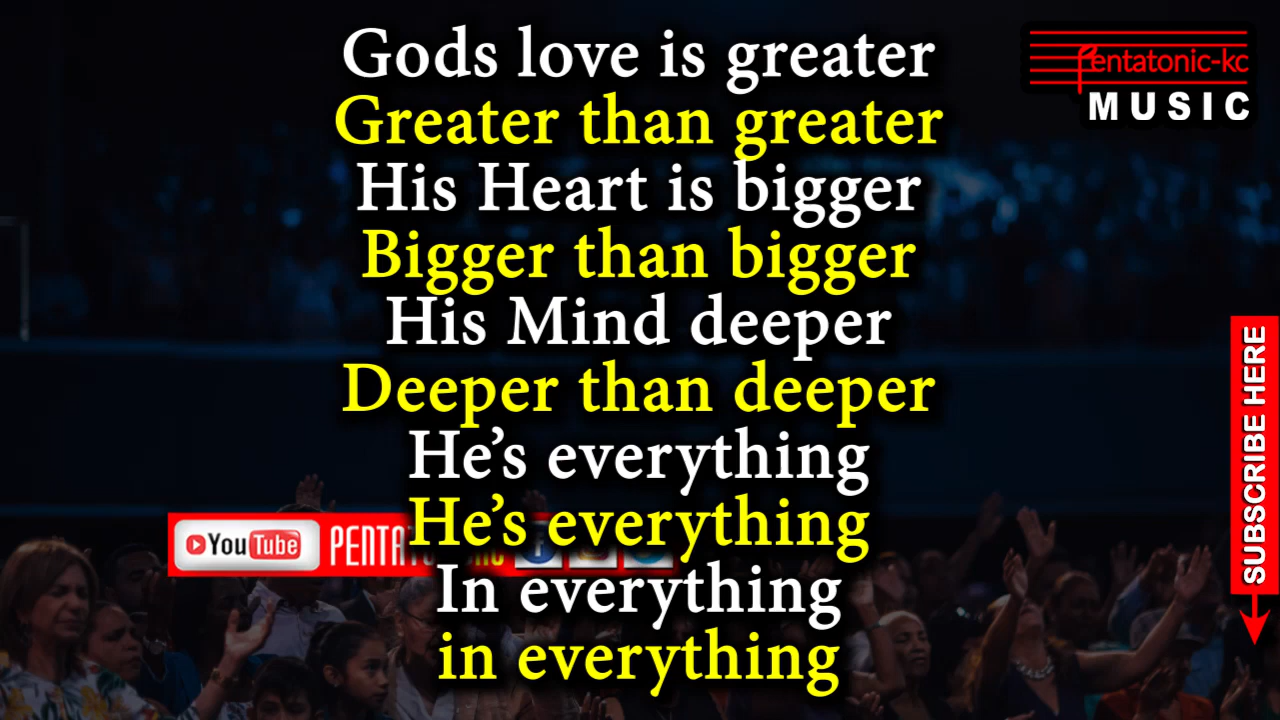 Gods love is greater
Greater than greater
His Heart is bigger
Bigger than bigger
His Mind deeper
Deeper than deeper
He's everything
He's everything
In everything
in everything
Pentatonic-kc
MUSIC
SUBSCRIBE HERE
YouTube